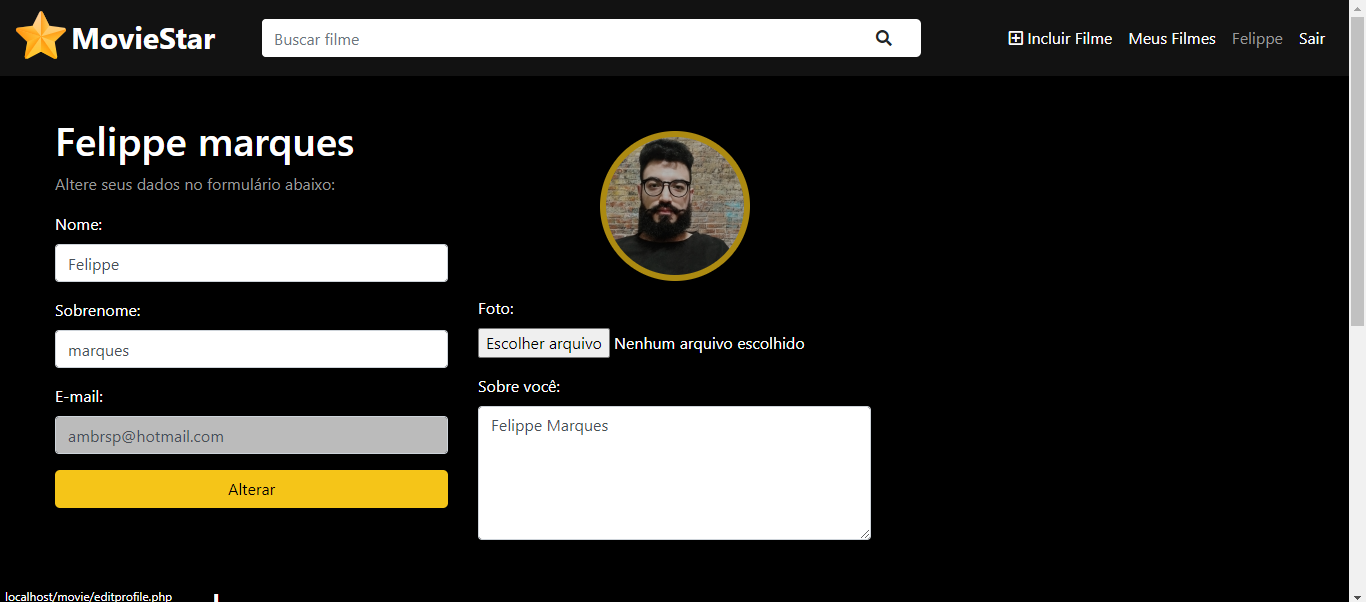 MovieStar
Buscar filme
Incluir Filme
Meus Filmes
Felippe
Sair
Felippe marques
Altere seus dados no formulário abaixo:
Nome:
Felippe
Sobrenome:
marques
E-mail:
ambrsp@hotmail.com
Alterar
Foto:
Escolher arquivo Nenhum arquivo escolhido
Sobre você:
Felippe Marques
localhost/movie/editprofile.php